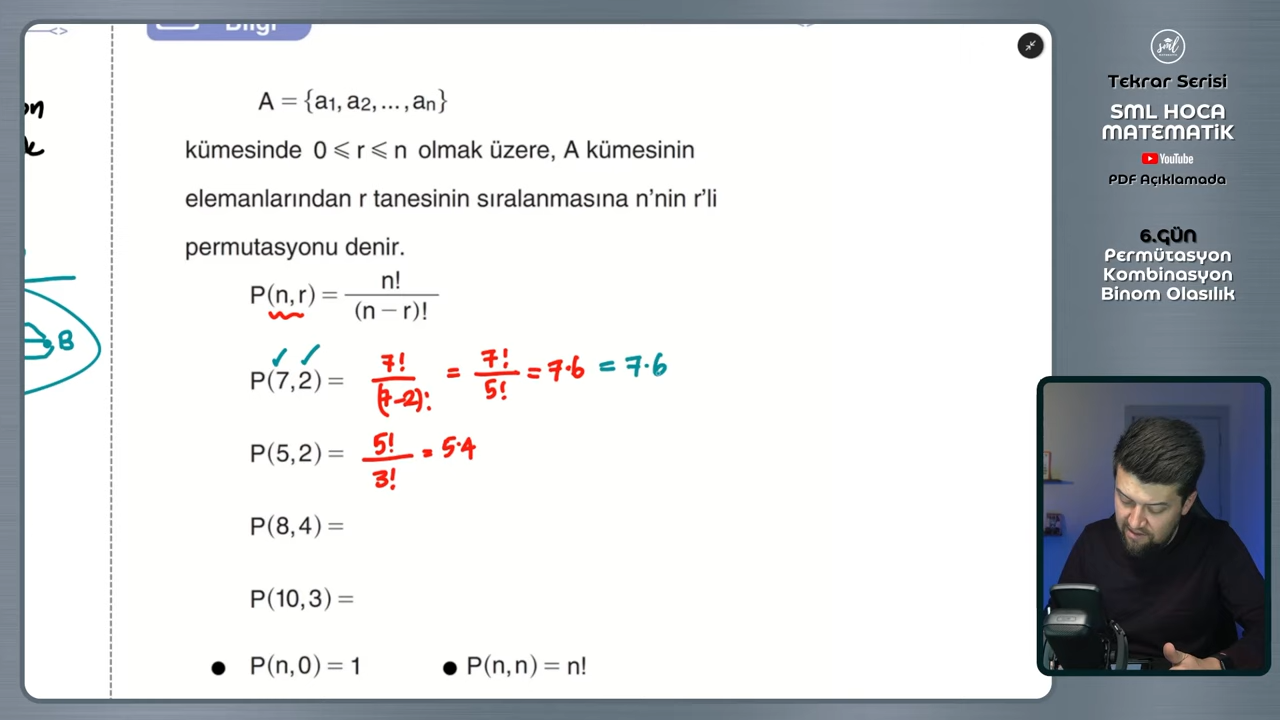 Bilgi
A = {a₁, a₂, ... , aₙ}
kümesinde 0 ⩽ r ⩽ n olmak üzere, A kümesinin
elemanlarından r tanesinin sıralanmasına n'nin r'li
permutasyonu denir.
P(n,r) = n! / (n − r)!
P(7,2) = 7! / (7-2)! = 7! / 5! = 7·6 = 7·6
P(5,2) = 5! / 3! = 5·4
P(8,4) =
P(10,3) =
● P(n,0) = 1 ● P(n,n) = n!
B
sml
Tekrar Serisi
SML HOCA
MATEMATİK
YouTube
PDF Açıklamada
6.GÜN
Permütasyon
Kombinasyon
Binom Olasılık